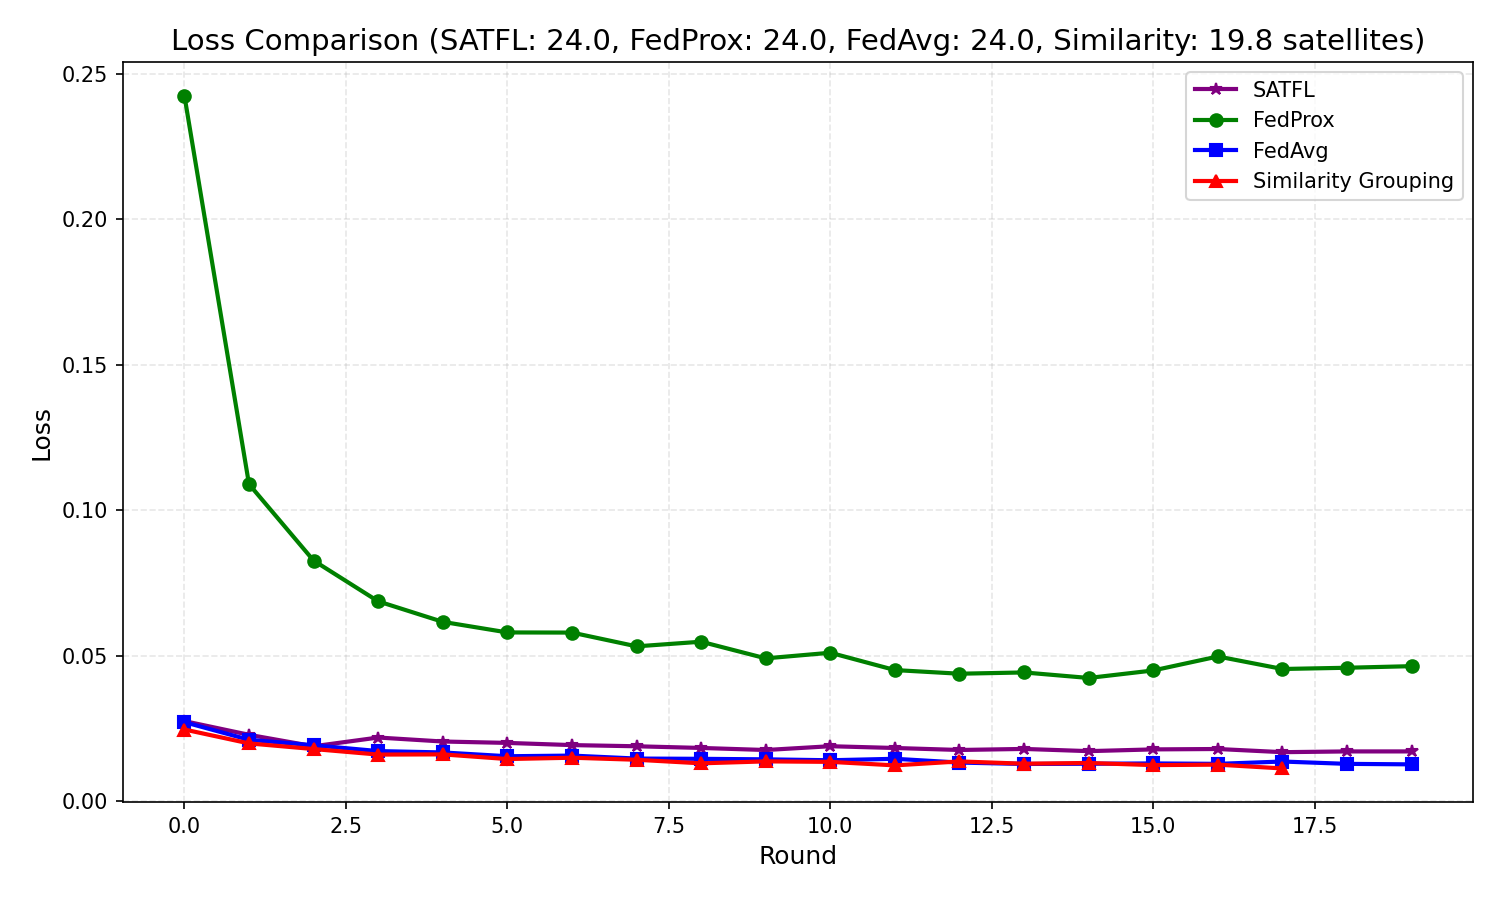 Loss Comparison (SATFL: 24.0, FedProx: 24.0, FedAvg: 24.0, Similarity: 19.8 satellites)
SATFL
FedProx
FedAvg
Similarity Grouping
Loss
0.25
0.20
0.15
0.10
0.05
0.00
0.0 2.5 5.0 7.5 10.0 12.5 15.0 17.5
Round